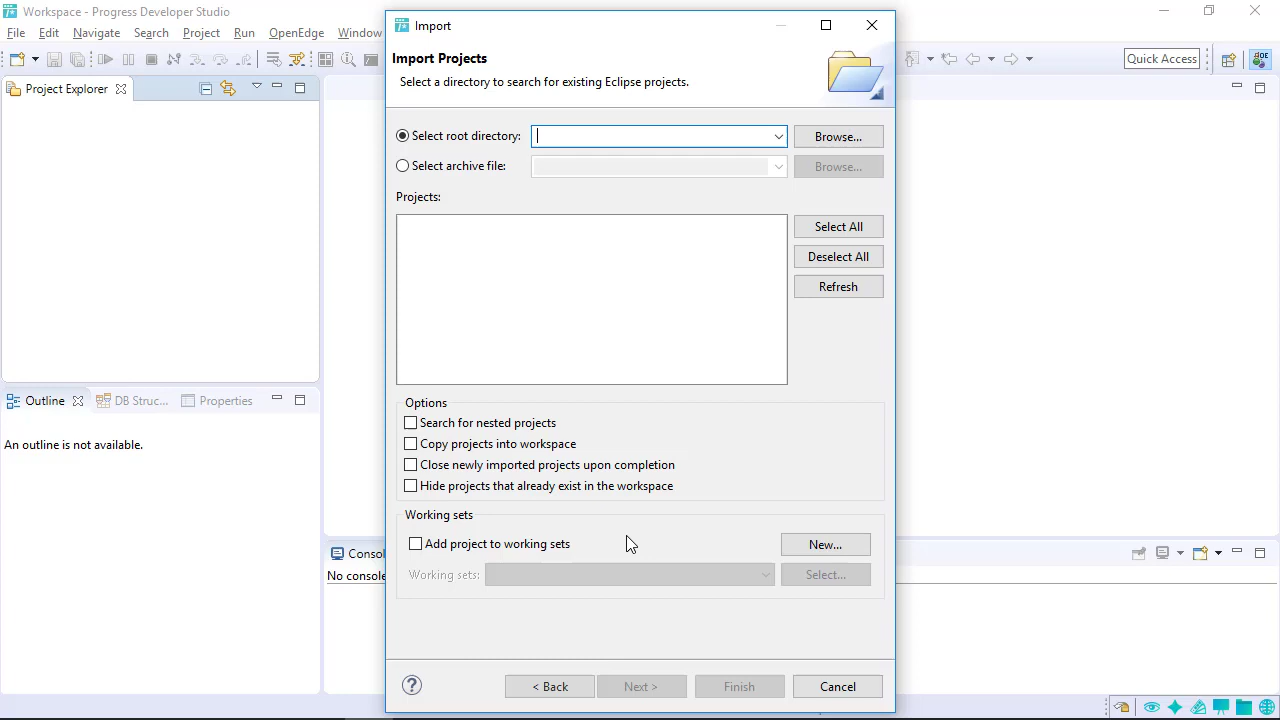 Workspace - Progress Developer Studio
File Edit Navigate Search Project Run OpenEdge Window
Quick Access
Project Explorer
Outline DB Struc... Properties
An outline is not available.
Consol
No console
Import
Import Projects
Select a directory to search for existing Eclipse projects.
Select root directory: Browse...
Select archive file: Browse...
Projects:
Select All
Deselect All
Refresh
Options
Search for nested projects
Copy projects into workspace
Close newly imported projects upon completion
Hide projects that already exist in the workspace
Working sets
Add project to working sets New...
Working sets: Select...
? < Back Next > Finish Cancel